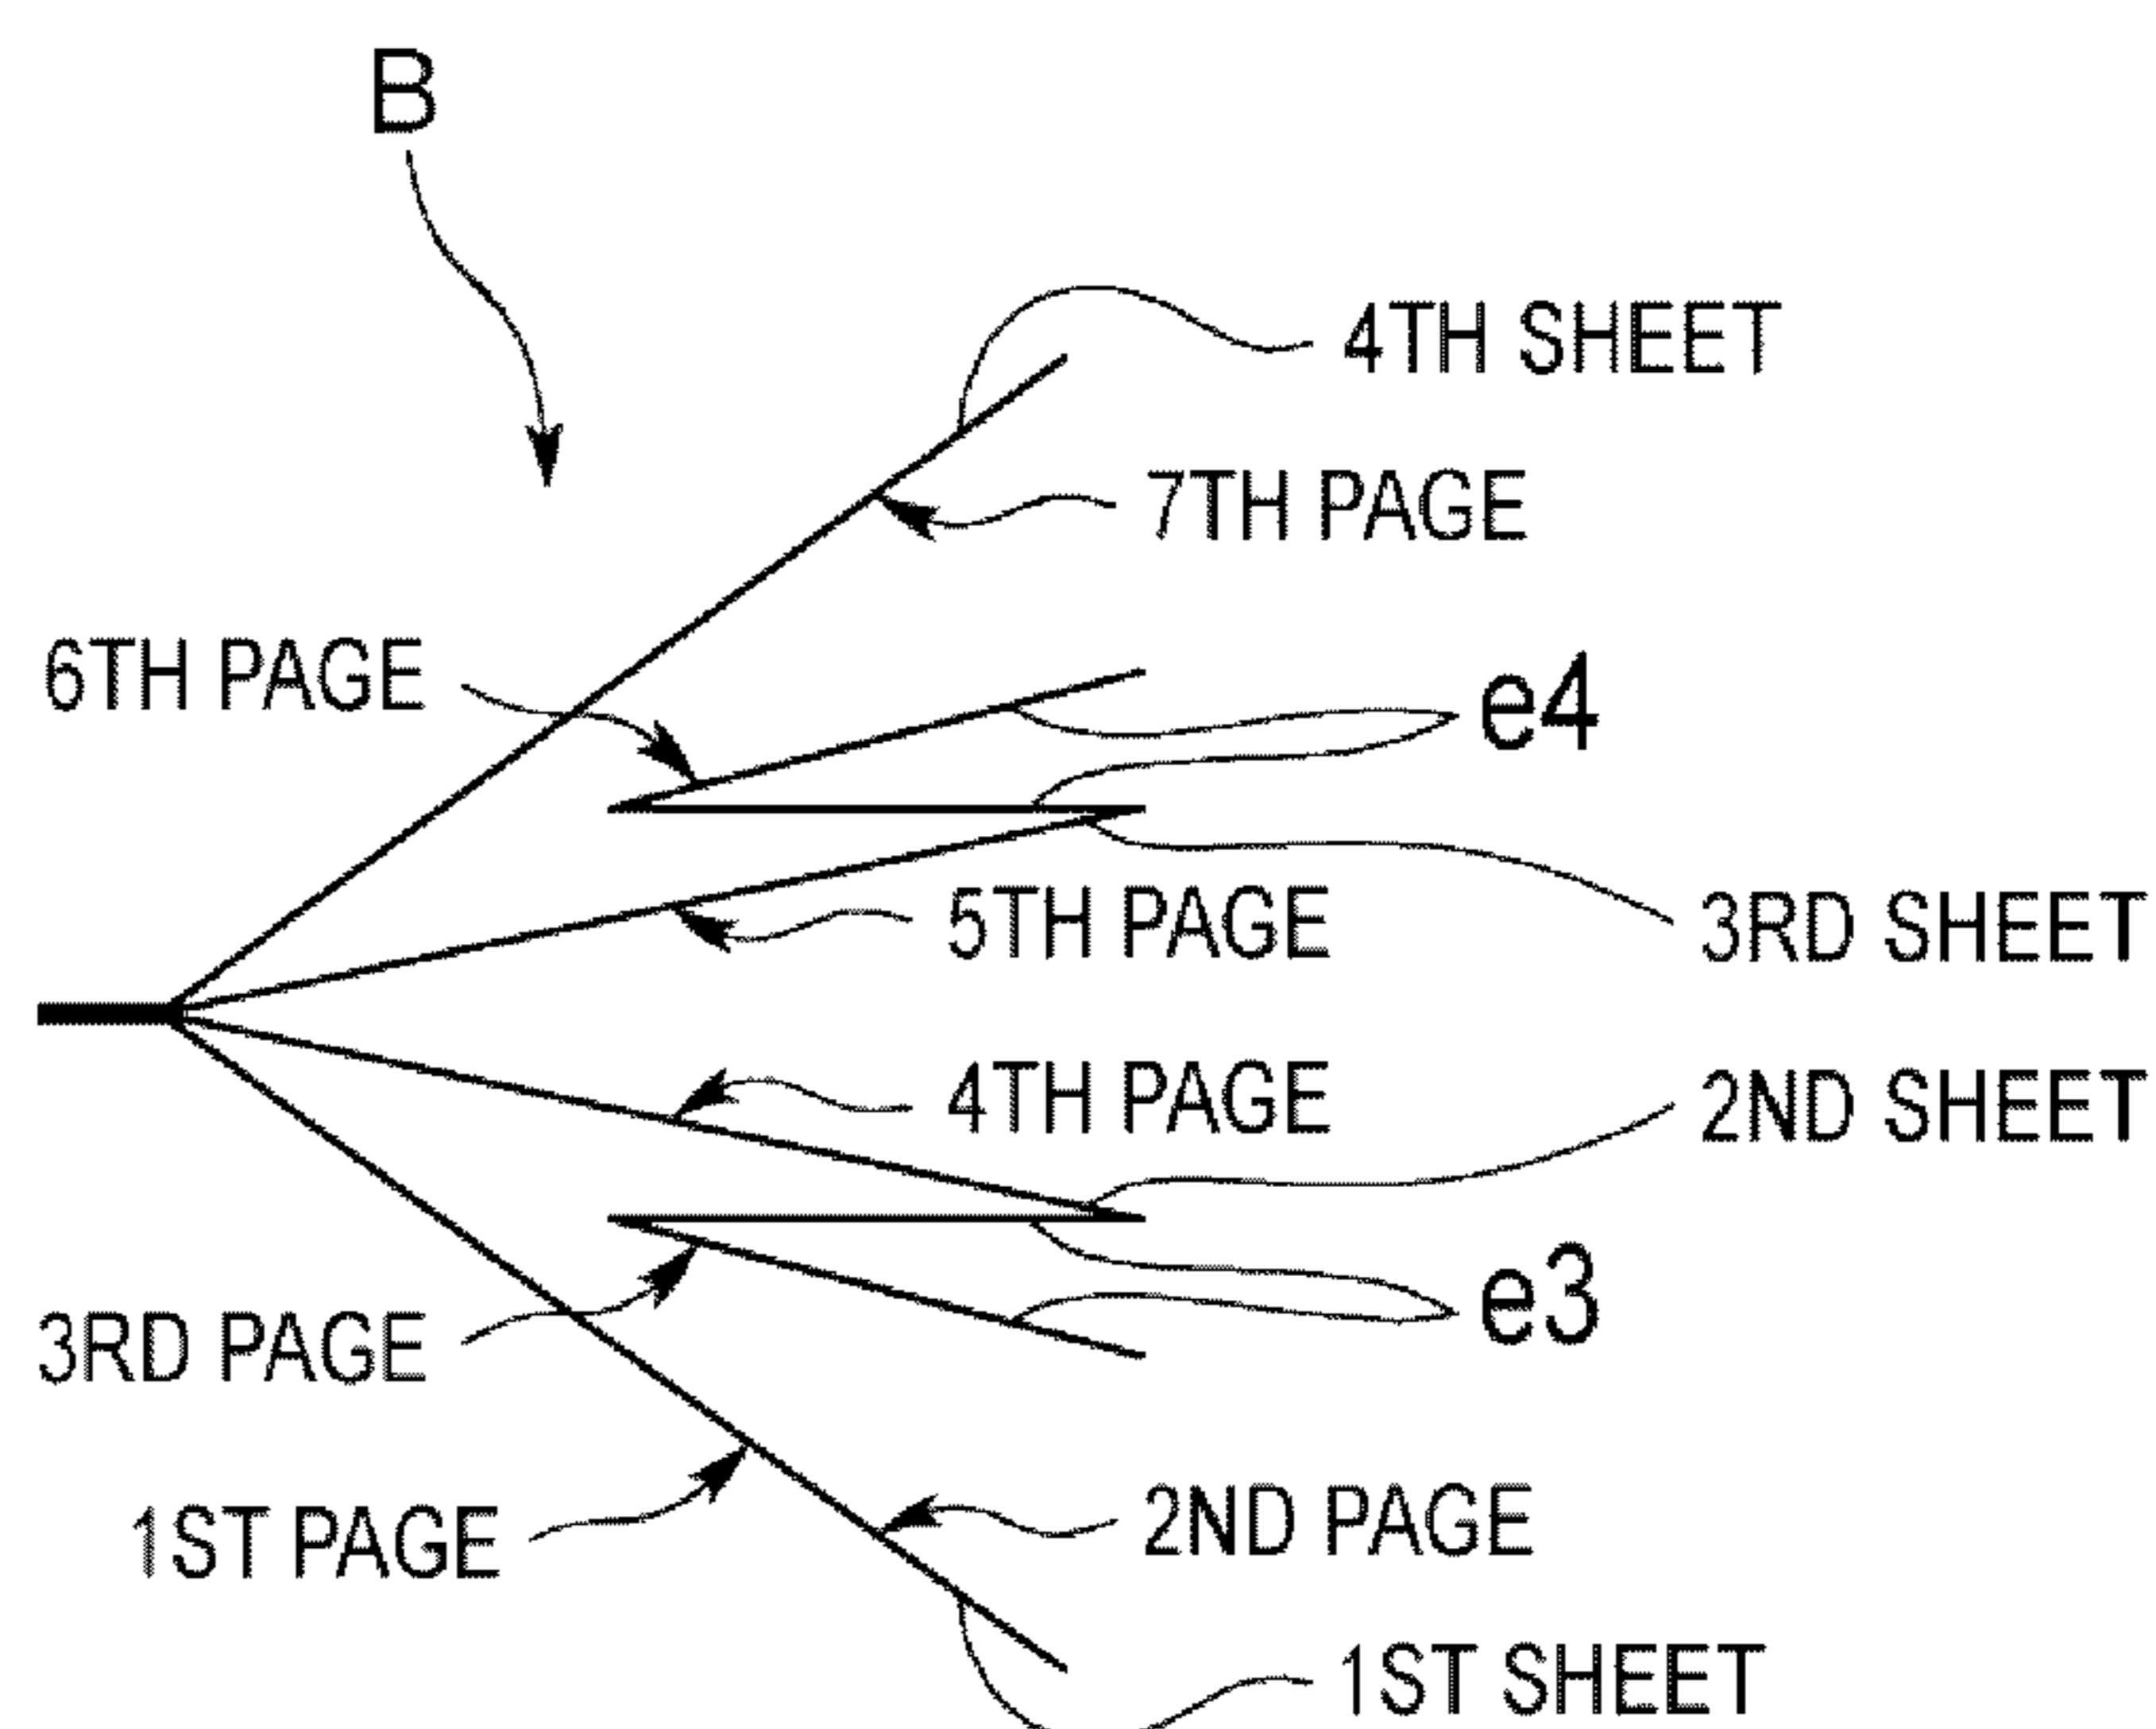 B
4TH SHEET
7TH PAGE
6TH PAGE
e4
5TH PAGE
3RD SHEET
4TH PAGE
2ND SHEET
e3
3RD PAGE
2ND PAGE
1ST PAGE
1ST SHEET